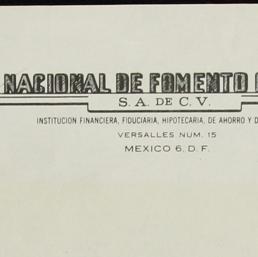 NACIONAL DE FOMENTO
S. A. DE C. V.
INSTITUCION FINANCIERA, FIDUCIARIA, HIPOTECARIA, DE AHORRO Y D
VERSALLES NUM. 15
MEXICO 6, D. F.